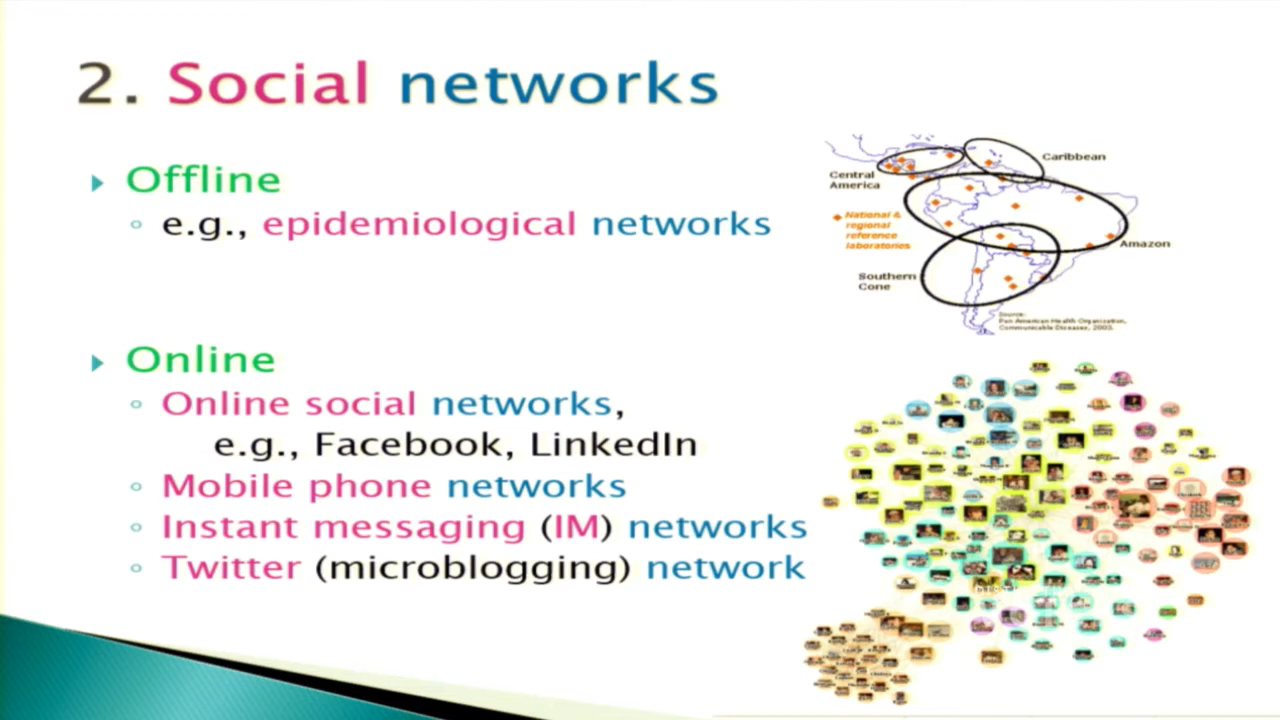 2. Social networks
Offline
e.g., epidemiological networks
Caribbean
Central
America
National &
regional
reference
laboratories
Amazon
Southern
Cone
Source:
Pan American Health Organization,
Communicable Diseases, 2003.
Online
Online social networks,
e.g., Facebook, LinkedIn
Mobile phone networks
Instant messaging (IM) networks
Twitter (microblogging) network